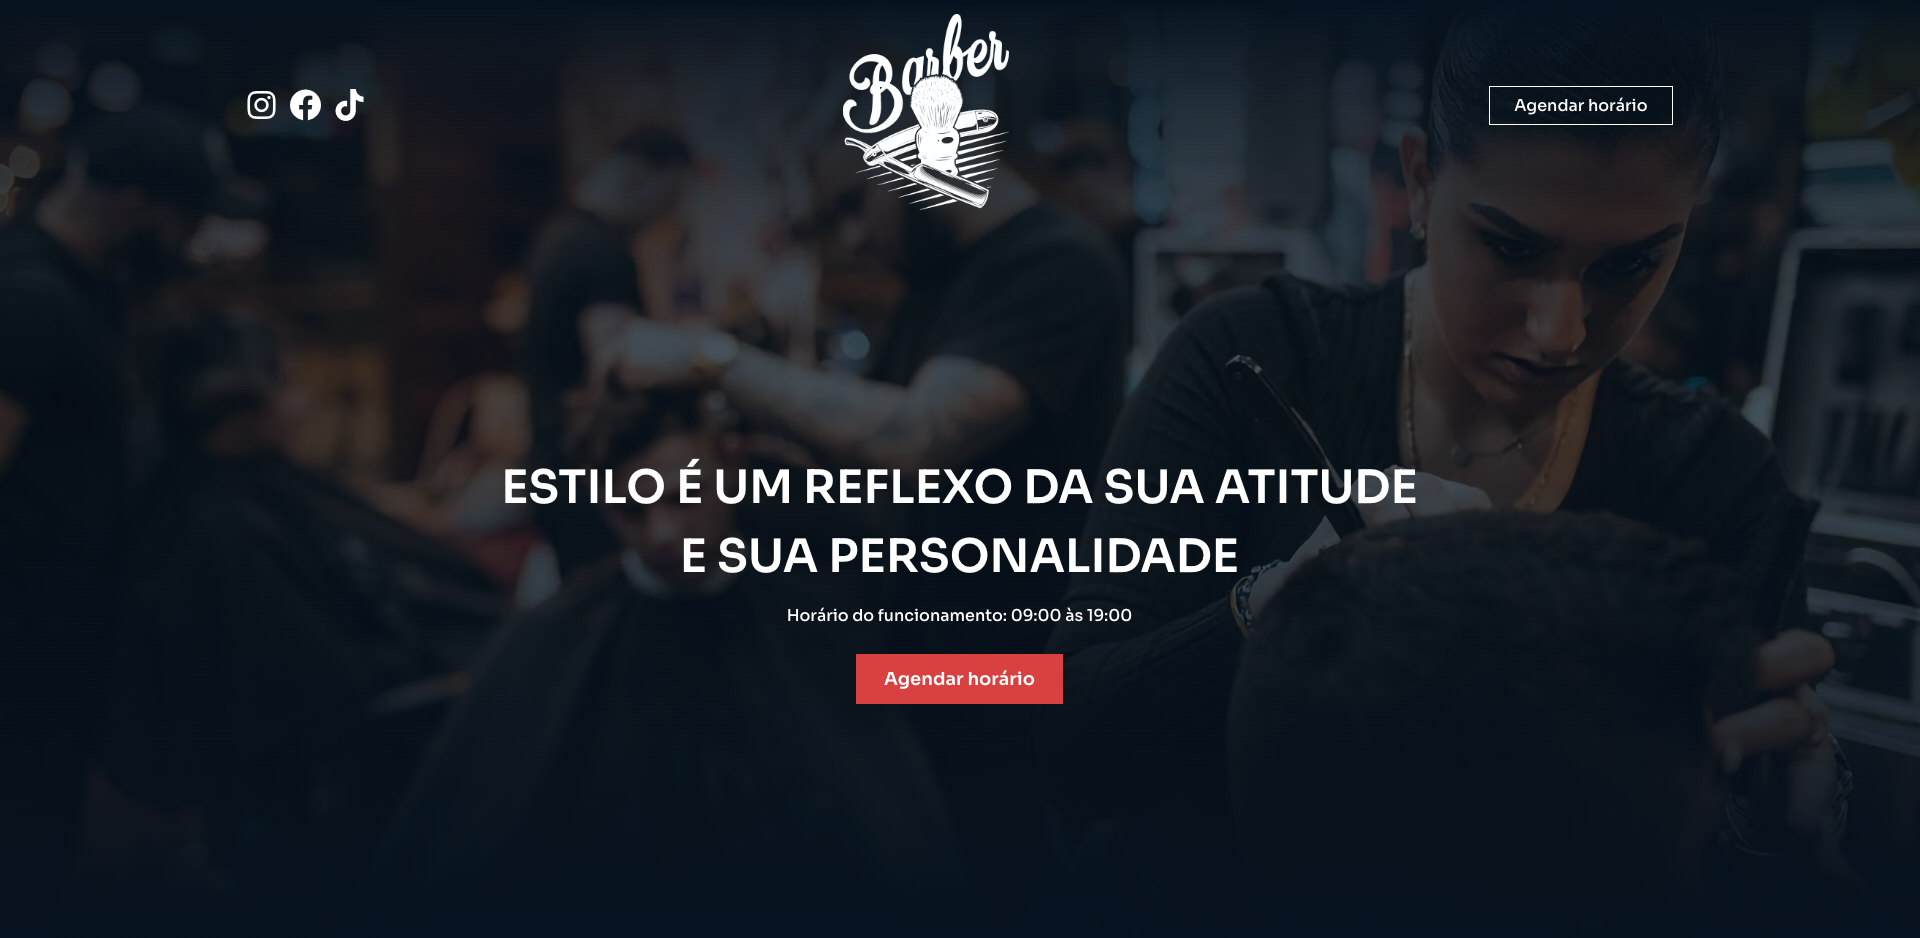 Barber
Agendar horário
ESTILO É UM REFLEXO DA SUA ATITUDE
E SUA PERSONALIDADE
Horário do funcionamento: 09:00 às 19:00
Agendar horário